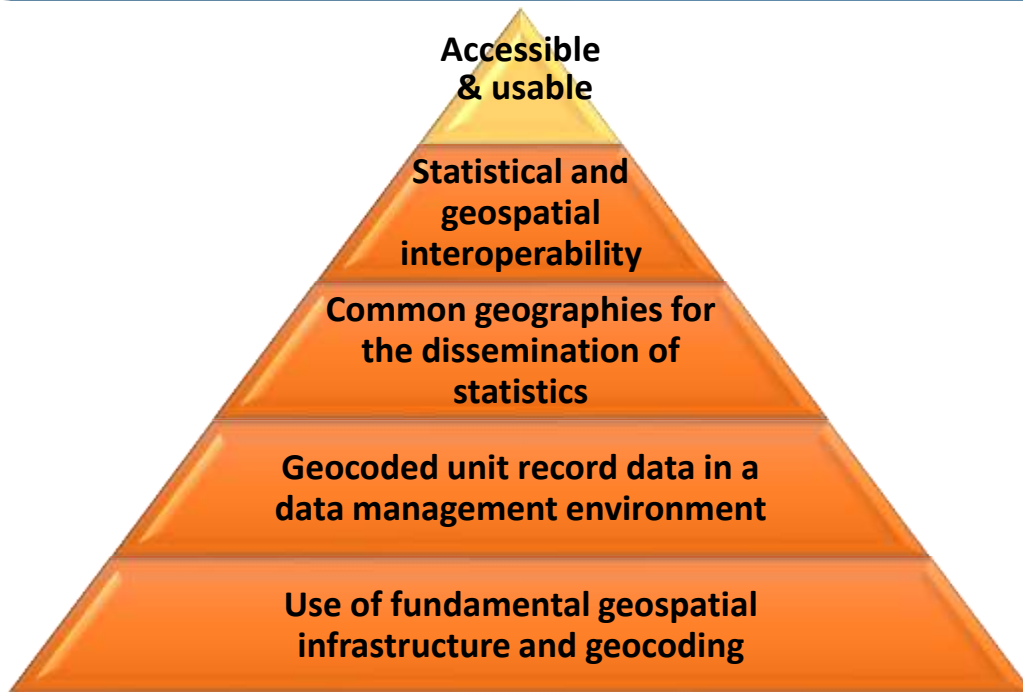 Accessible
& usable
Statistical and
geospatial
interoperability
Common geographies for
the dissemination of
statistics
Geocoded unit record data in a
data management environment
Use of fundamental geospatial
infrastructure and geocoding